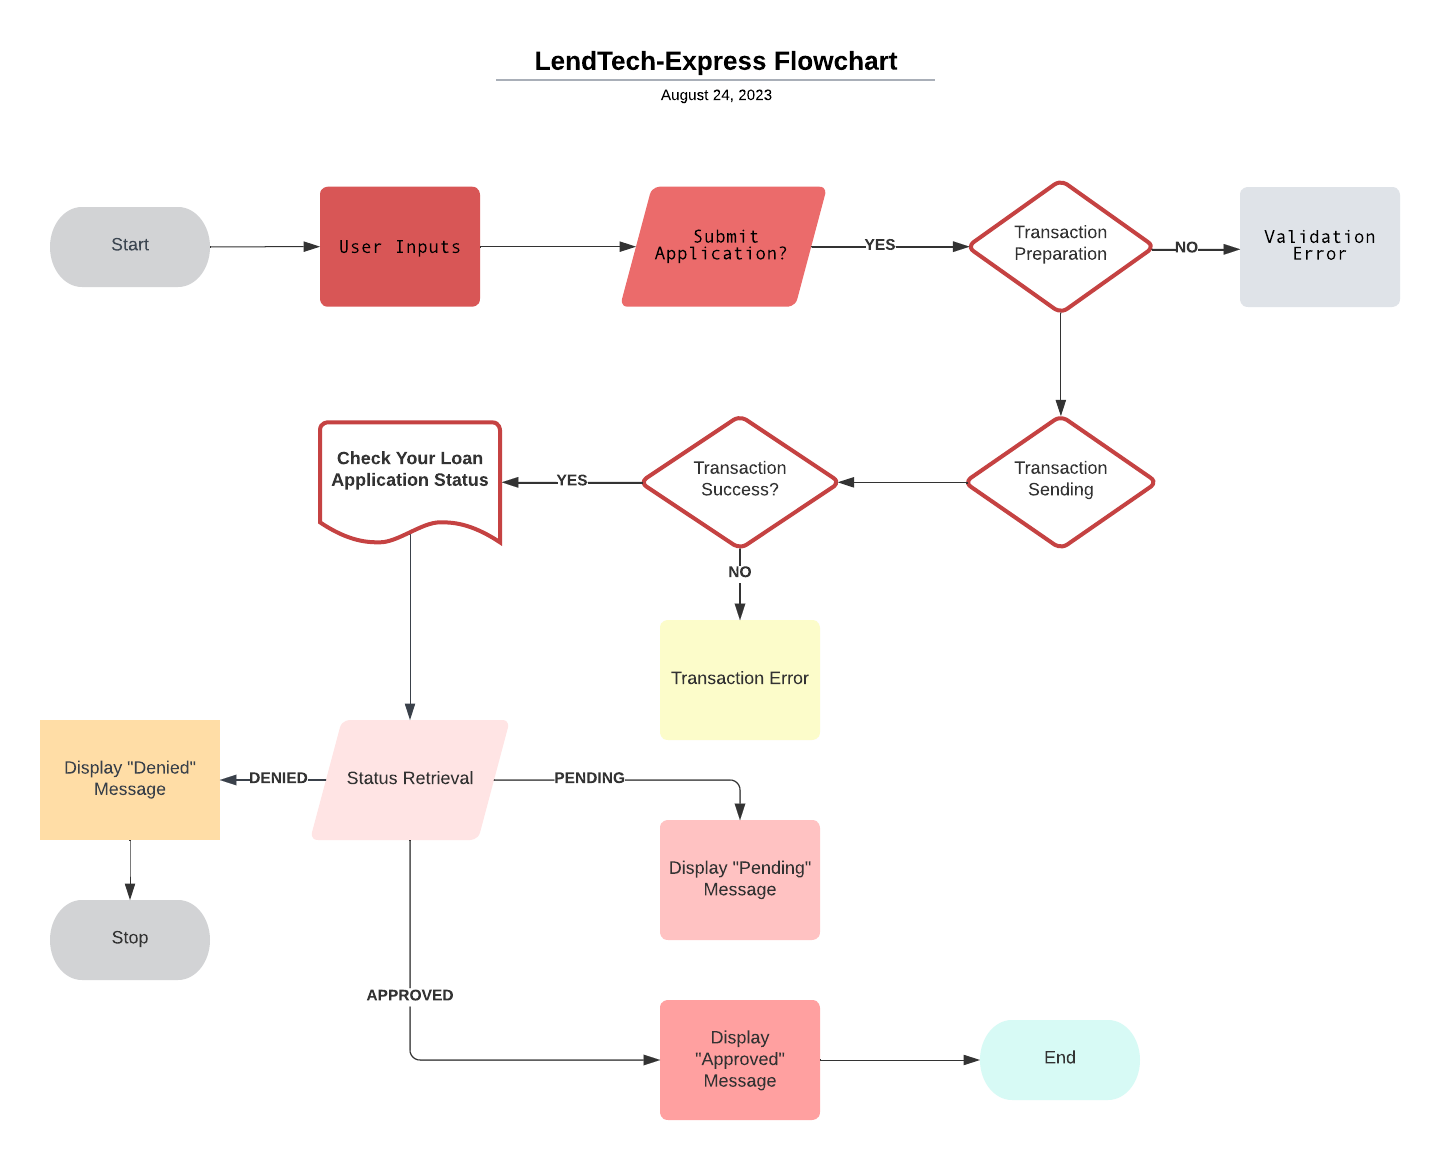 LendTech-Express Flowchart
August 24, 2023
Start
User Inputs
Submit
Application?
YES
Transaction
Preparation
NO
Validation
Error
Check Your Loan
Application Status
YES
Transaction
Success?
Transaction
Sending
NO
Transaction Error
Display "Denied"
Message
DENIED
Status Retrieval
PENDING
Display "Pending"
Message
Stop
APPROVED
Display
"Approved"
Message
End